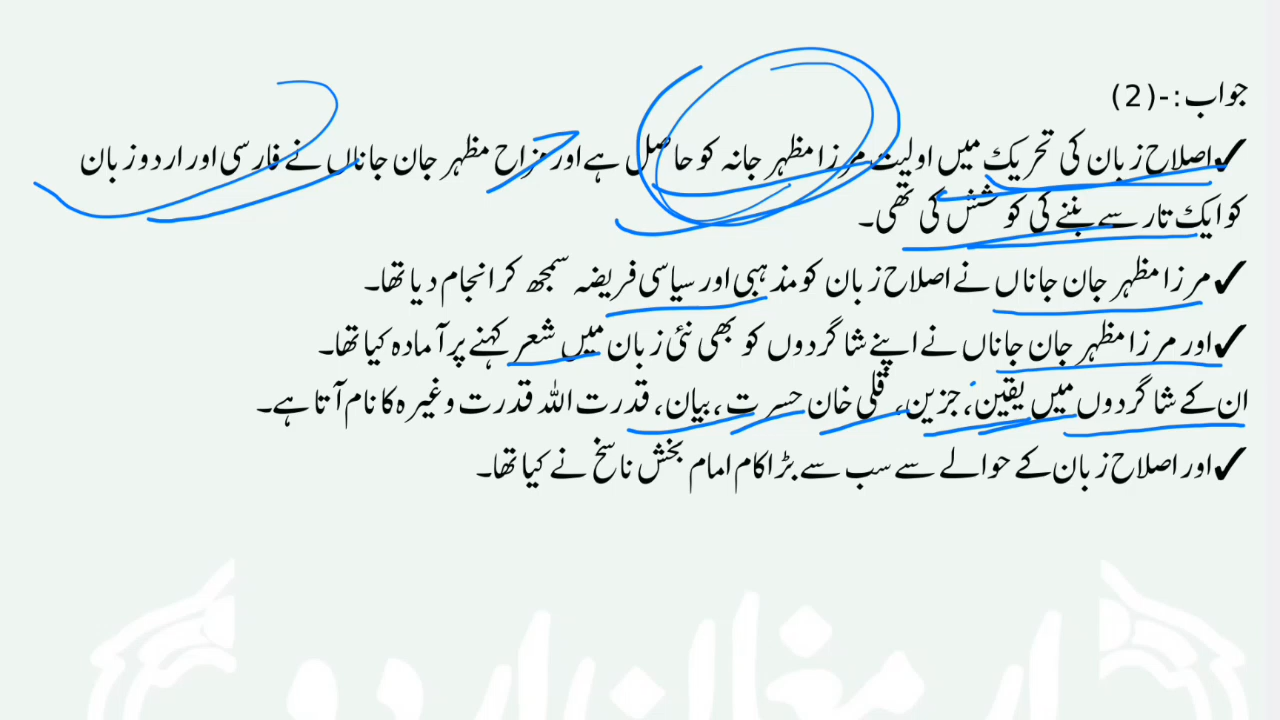 جواب:-(2)
✔اصلاح زبان کی تحریک میں اولیت مرزا مظہر جانہ کو حاصل ہے اور مزاح مظہر جان جاناں نے فارسی اور اردو زبان
کو ایک تار سے بننے کی کوشش کی تھی۔
✔مرزا مظہر جان جاناں نے اصلاح زبان کو مذہبی اور سیاسی فریضہ سمجھ کر انجام دیا تھا۔
✔اور مرزا مظہر جان جاناں نے اپنے شاگردوں کو بھی نئی زبان میں شعر کہنے پر آمادہ کیا تھا۔
ان کے شاگردوں میں یقین، جزین، قلی خان حسرت، بیان، قدرت اللہ قدرت وغیرہ کا نام آتا ہے۔
✔اور اصلاح زبان کے حوالے سے سب سے بڑا کام امام بخش ناسخ نے کیا تھا۔
ارمغان اردو